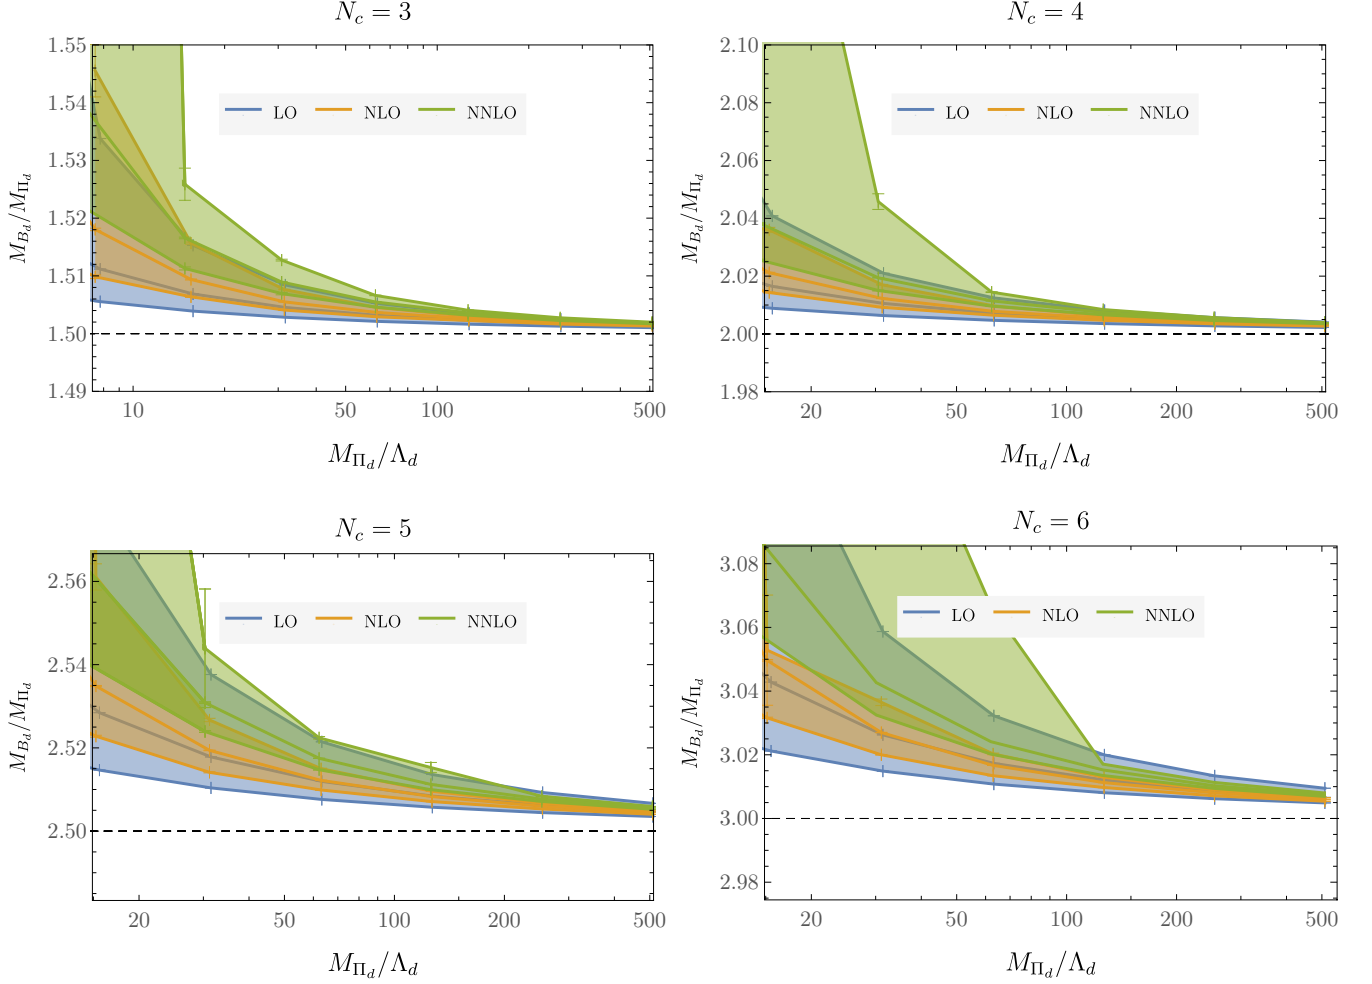 N_c = 3
1.55
1.54
1.53
1.52
1.51
1.50
1.49
M_{B_d}/M_{Π_d}
LO NLO NNLO
10 50 100 500
M_{Π_d}/Λ_d
N_c = 4
2.10
2.08
2.06
2.04
2.02
2.00
1.98
M_{B_d}/M_{Π_d}
LO NLO NNLO
20 50 100 200 500
M_{Π_d}/Λ_d
N_c = 5
2.56
2.54
2.52
2.50
M_{B_d}/M_{Π_d}
LO NLO NNLO
20 50 100 200 500
M_{Π_d}/Λ_d
N_c = 6
3.08
3.06
3.04
3.02
3.00
2.98
M_{B_d}/M_{Π_d}
LO NLO NNLO
20 50 100 200 500
M_{Π_d}/Λ_d